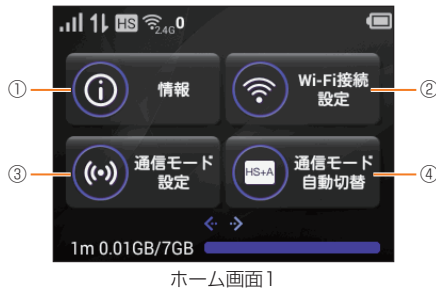 HS 2.4G 0
① 情報
② Wi-Fi接続
設定
③ 通信モード
設定
④ HS+A 通信モード
自動切替
1m 0.01GB/7GB
ホーム画面1